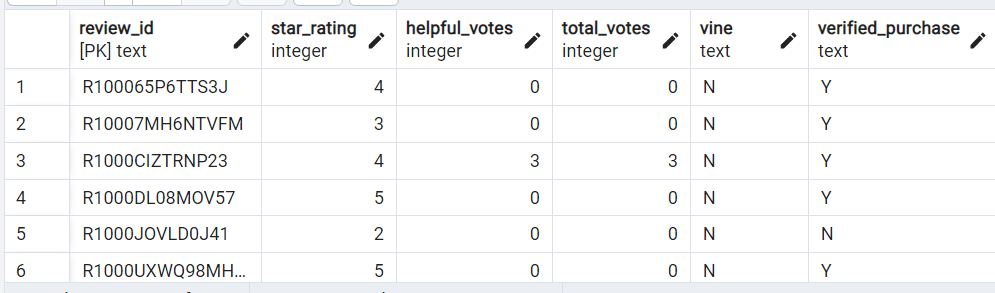 review_id star_rating helpful_votes total_votes vine verified_purchase
[PK] text integer integer integer text text
1 R100065P6TTS3J 4 0 0 N Y
2 R10007MH6NTVFM 3 0 0 N Y
3 R1000CIZTRNP23 4 3 3 N Y
4 R1000DL08MOV57 5 0 0 N Y
5 R1000JOVLD0J41 2 0 0 N N
6 R1000UXWQ98MH... 5 0 0 N Y